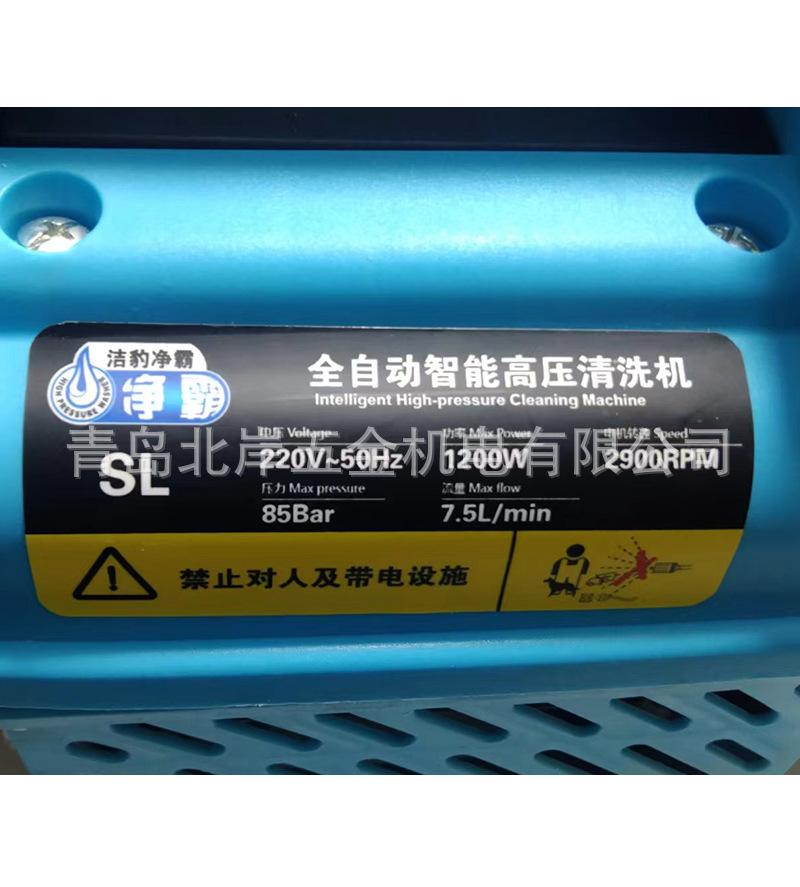 洁豹净霸
净霸
HIGH PRESSURE WASHER
全自动智能高压清洗机
Intelligent High-pressure Cleaning Machine
电压 Voltage
功率 Max Power
电机转速 Speed
青岛北岸五金机电有限公司
SL
220V~50Hz
1200W
2900RPM
压力 Max pressure
流量 Max flow
85Bar
7.5L/min
禁止对人及带电设施